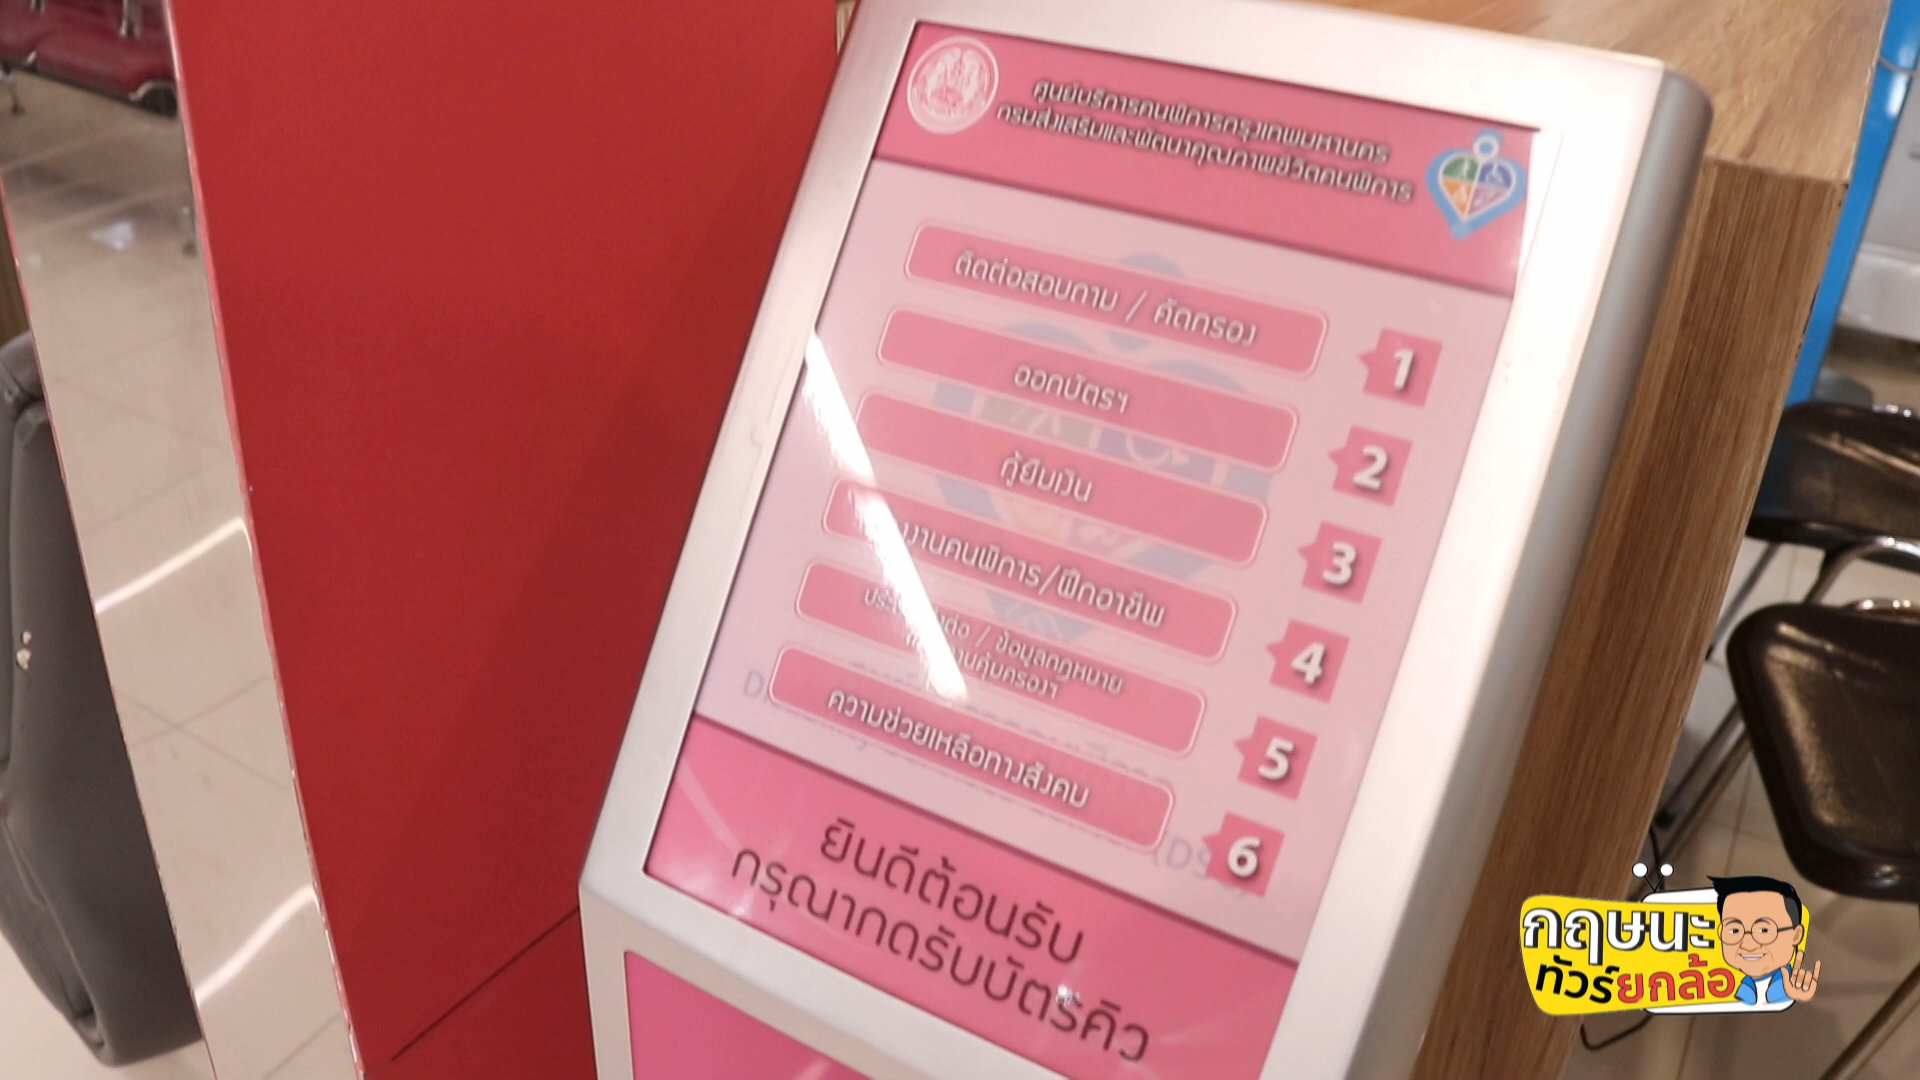 ศูนย์บริการคนพิการกรุงเทพมหานคร
กรมส่งเสริมและพัฒนาคุณภาพชีวิตคนพิการ
ติดต่อสอบถาม / คัดกรอง
1
ออกบัตรฯ
2
กู้ยืมเงิน
3
งานคนพิการ/ฝึกอาชีพ
4
/ ข้อมูลกฎหมาย
5
ความช่วยเหลือทางสังคม
6
ยินดีต้อนรับ
กรุณากดรับบัตรคิว
กฤษนะ
ทัวร์ยกล้อ